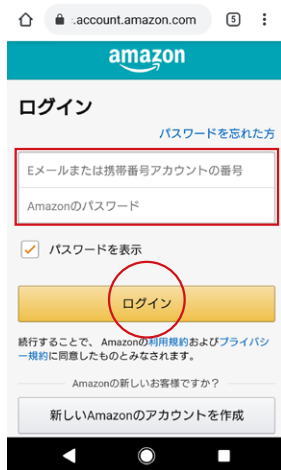 .account.amazon.com 5
amazon
ログイン
パスワードを忘れた方
Eメールまたは携帯番号アカウントの番号
Amazonのパスワード
パスワードを表示
ログイン
続行することで、Amazonの利用規約およびプライバシ
ー規約に同意したものとみなされます。
Amazonの新しいお客様ですか？
新しいAmazonのアカウントを作成